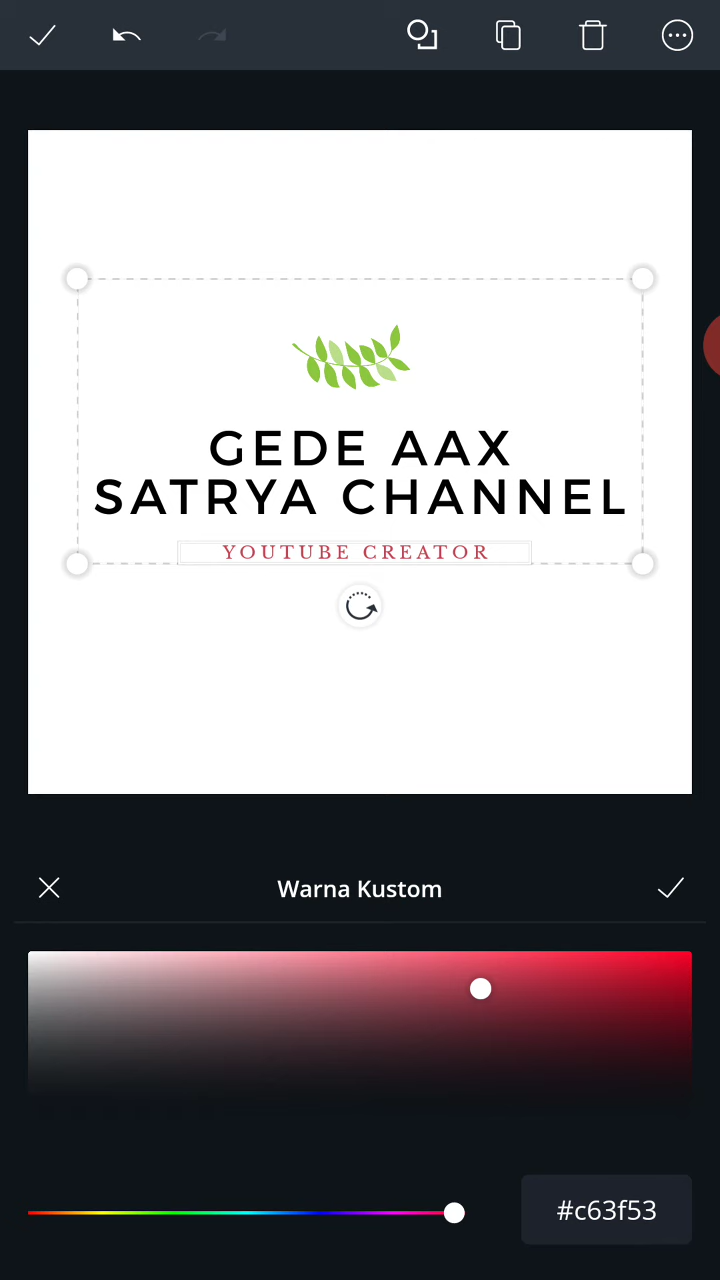 GEDE AAX
SATRYA CHANNEL
YOUTUBE CREATOR
Warna Kustom
#c63f53